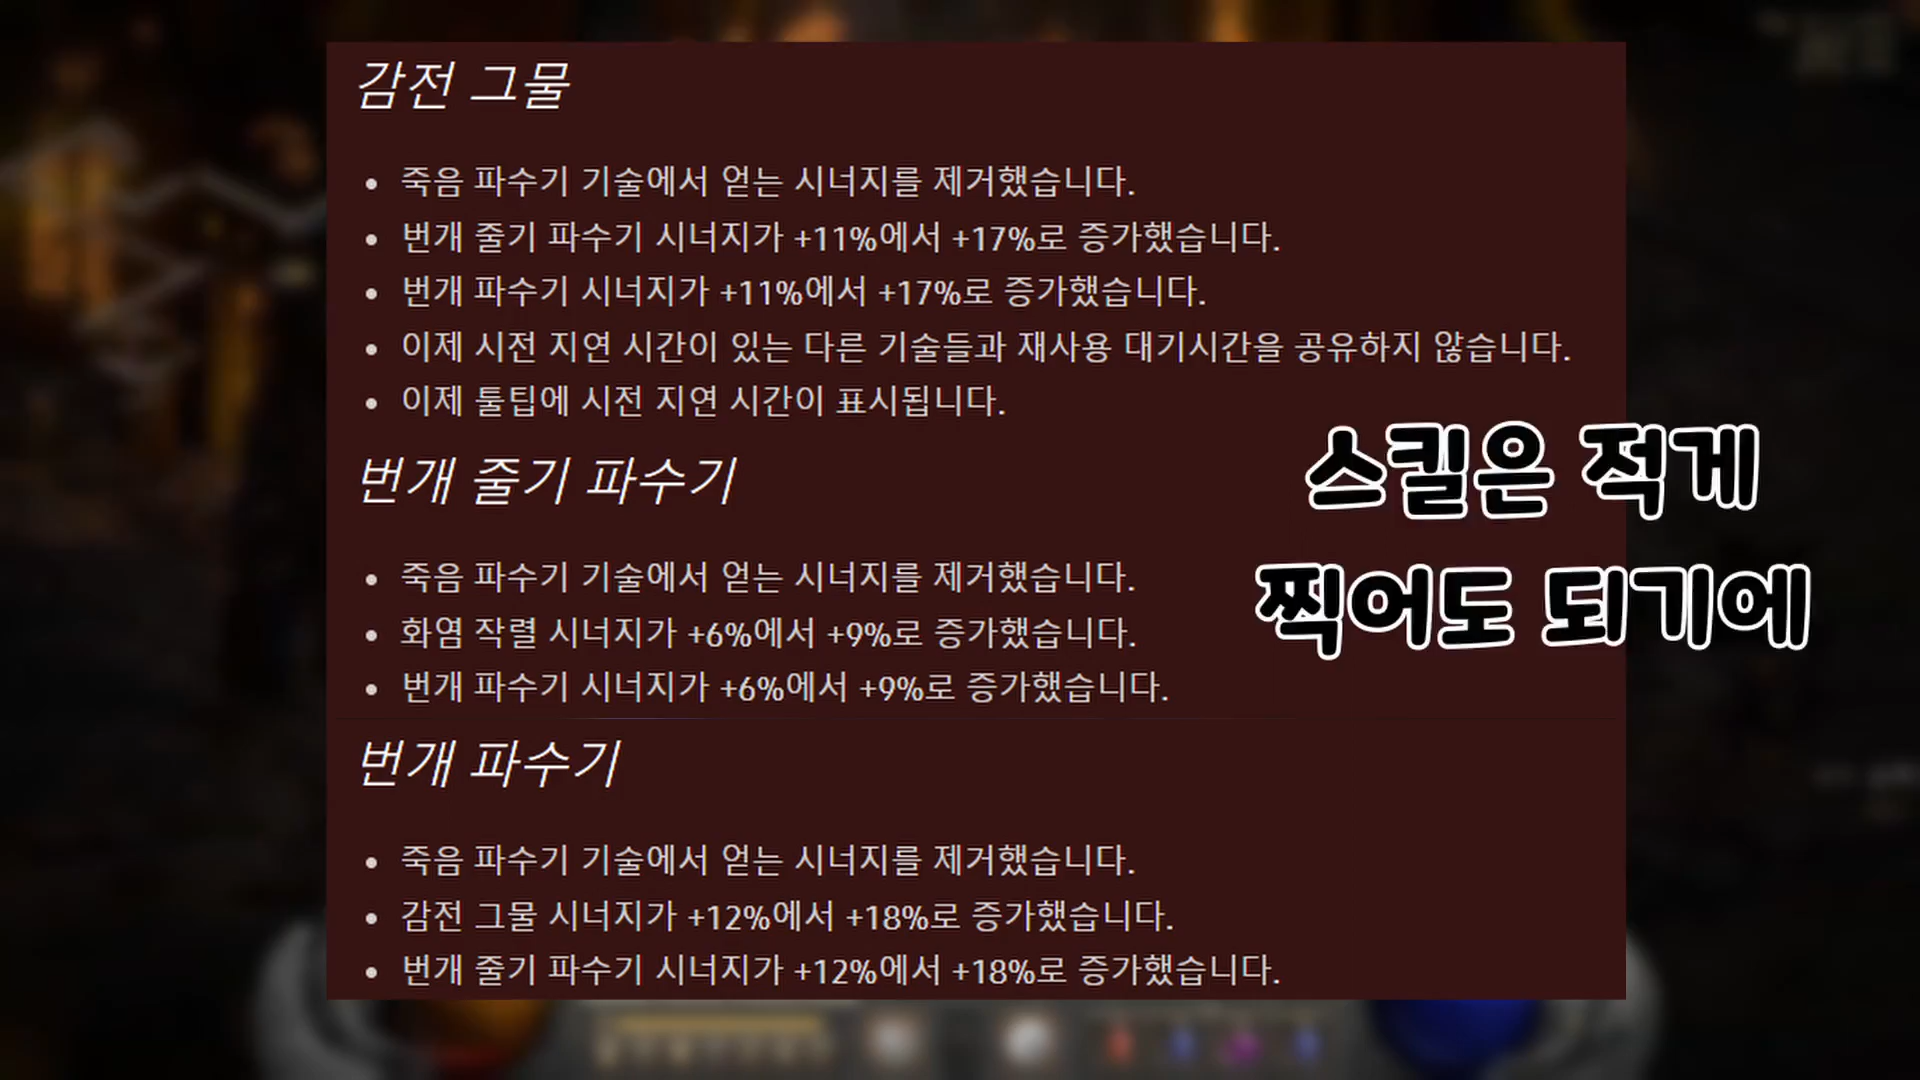 감전 그물
• 죽음 파수기 기술에서 얻는 시너지를 제거했습니다.
• 번개 줄기 파수기 시너지가 +11%에서 +17%로 증가했습니다.
• 번개 파수기 시너지가 +11%에서 +17%로 증가했습니다.
• 이제 시전 지연 시간이 있는 다른 기술들과 재사용 대기시간을 공유하지 않습니다.
• 이제 툴팁에 시전 지연 시간이 표시됩니다.
번개 줄기 파수기
• 죽음 파수기 기술에서 얻는 시너지를 제거했습니다.
• 화염 작렬 시너지가 +6%에서 +9%로 증가했습니다.
• 번개 파수기 시너지가 +6%에서 +9%로 증가했습니다.
번개 파수기
• 죽음 파수기 기술에서 얻는 시너지를 제거했습니다.
• 감전 그물 시너지가 +12%에서 +18%로 증가했습니다.
• 번개 줄기 파수기 시너지가 +12%에서 +18%로 증가했습니다.
스킬은 적게
찍어도 되기에